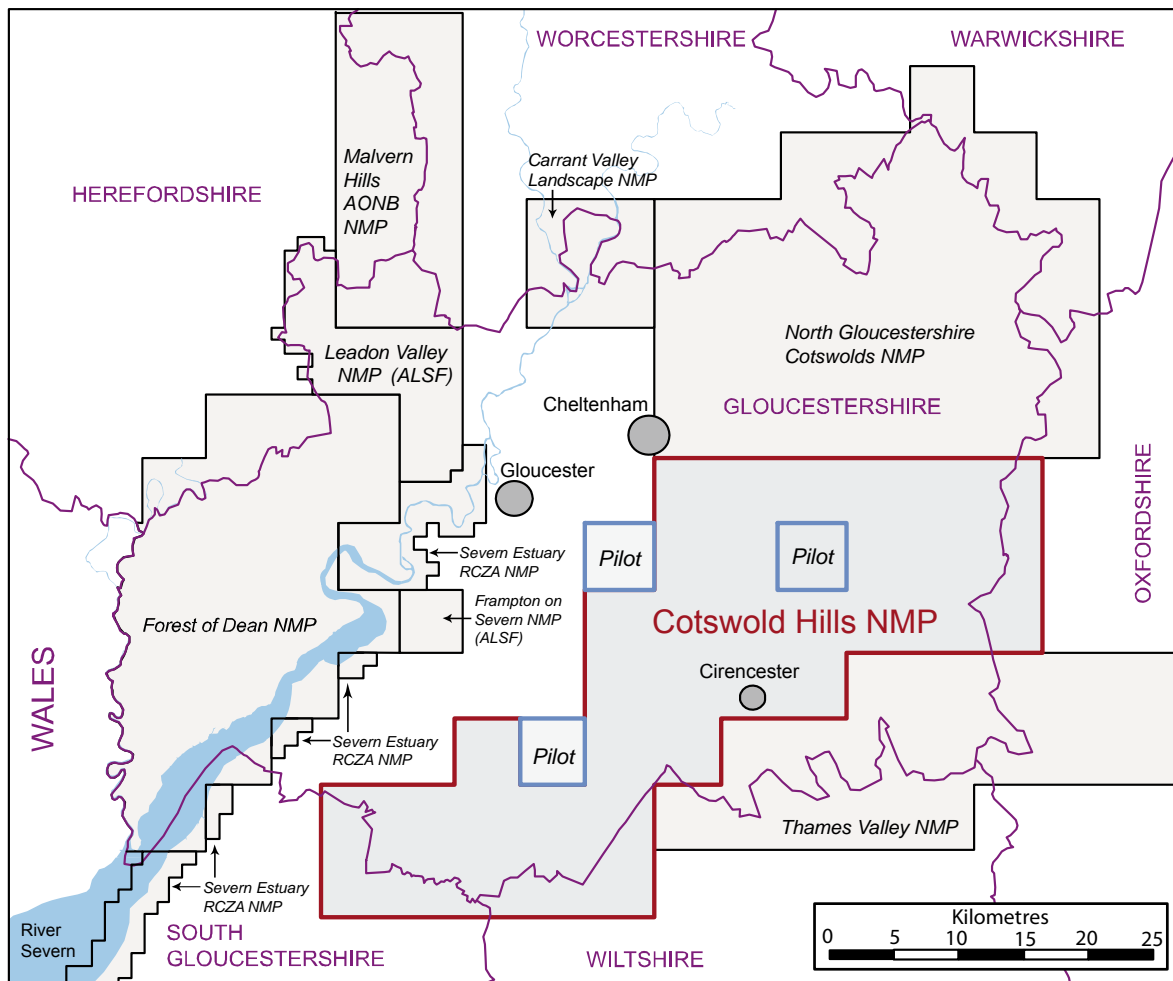 WORCESTERSHIRE
WARWICKSHIRE
Malvern
Hills
AONB
NMP
Carrant Valley
Landscape NMP
HEREFORDSHIRE
Leadon Valley
NMP (ALSF)
North Gloucestershire
Cotswolds NMP
Cheltenham
GLOUCESTERSHIRE
Gloucester
OXFORDSHIRE
Severn Estuary
RCZA NMP
Pilot
Pilot
Frampton on
Severn NMP
(ALSF)
Forest of Dean NMP
Cotswold Hills NMP
WALES
Cirencester
Severn Estuary
RCZA NMP
Pilot
Thames Valley NMP
Severn Estuary
RCZA NMP
River
Severn
SOUTH
GLOUCESTERSHIRE
WILTSHIRE
Kilometres
0 5 10 15 20 25